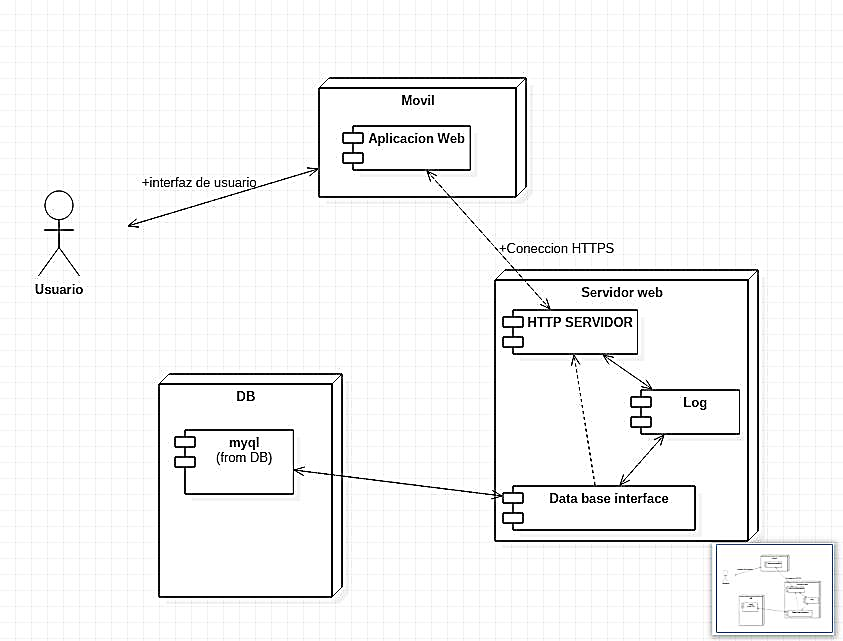 Movil
Aplicacion Web
+interfaz de usuario
Usuario
+Coneccion HTTPS
Servidor web
HTTP SERVIDOR
Log
Data base interface
DB
myql
(from DB)